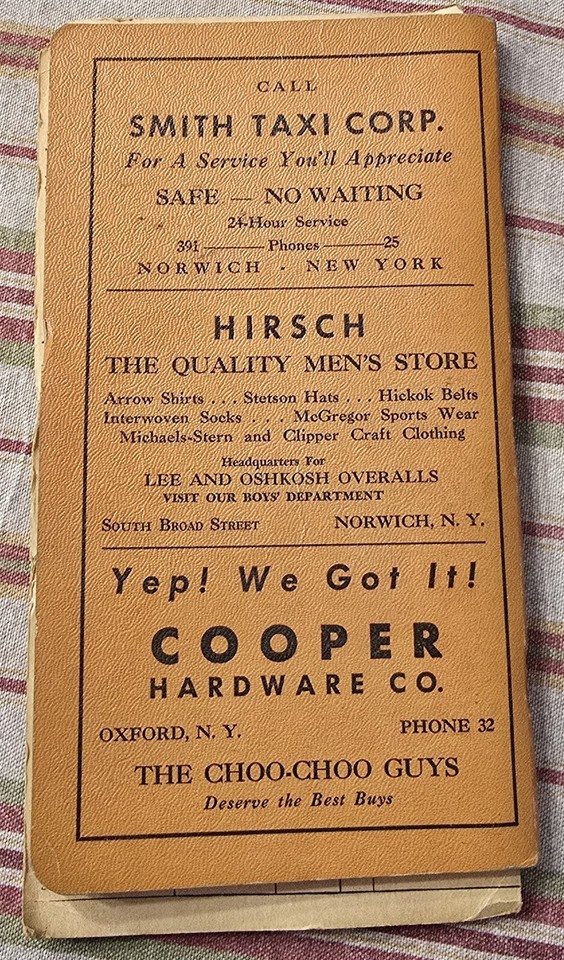 CALL
SMITH TAXI CORP.
For A Service You'll Appreciate
SAFE — NO WAITING
24-Hour Service
391 ——— Phones ——— 25
NORWICH - NEW YORK
HIRSCH
THE QUALITY MEN'S STORE
Arrow Shirts . . . Stetson Hats . . . Hickok Belts
Interwoven Socks . . . McGregor Sports Wear
Michaels-Stern and Clipper Craft Clothing
Headquarters For
LEE AND OSHKOSH OVERALLS
VISIT OUR BOYS' DEPARTMENT
SOUTH BROAD STREET NORWICH, N. Y.
Yep! We Got It!
COOPER
HARDWARE CO.
OXFORD, N. Y. PHONE 32
THE CHOO-CHOO GUYS
Deserve the Best Buys